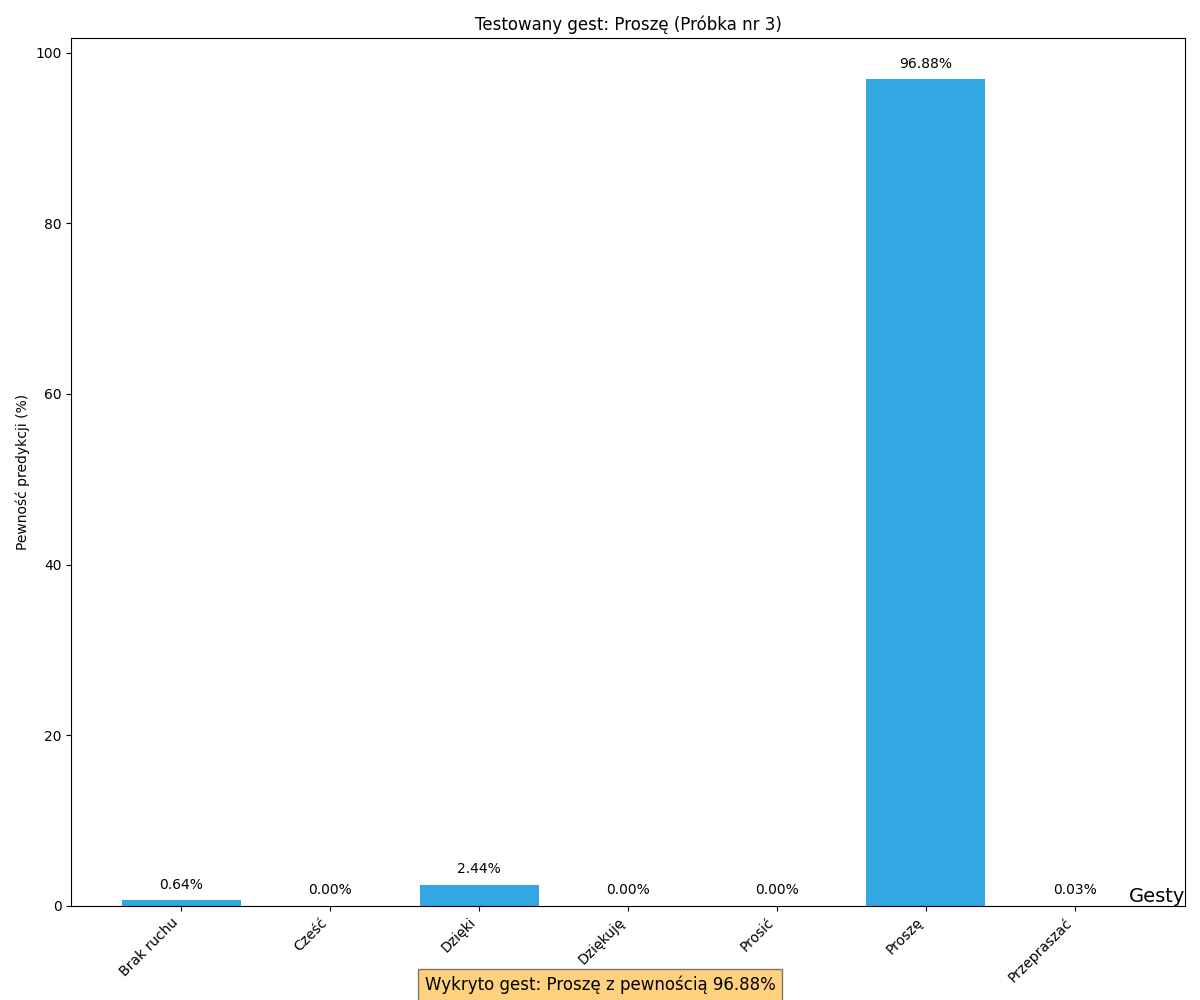 Testowany gest: Proszę (Próbka nr 3)
Pewność predykcji (%)
100
80
60
40
20
0
0.64%
0.00%
2.44%
0.00%
0.00%
96.88%
0.03%
Gesty
Brak ruchu
Cześć
Dzięki
Dziękuję
Prosić
Proszę
Przepraszać
Wykryto gest: Proszę z pewnością 96.88%